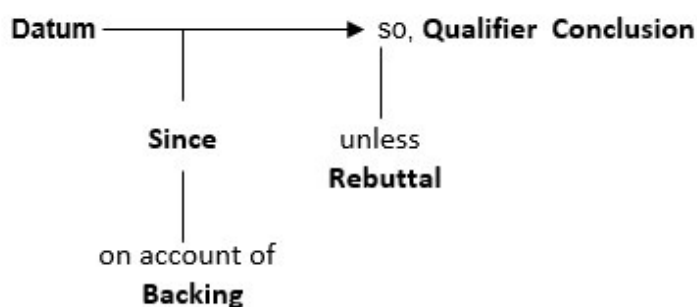 Datum so, Qualifier Conclusion
Since
unless
Rebuttal
on account of
Backing